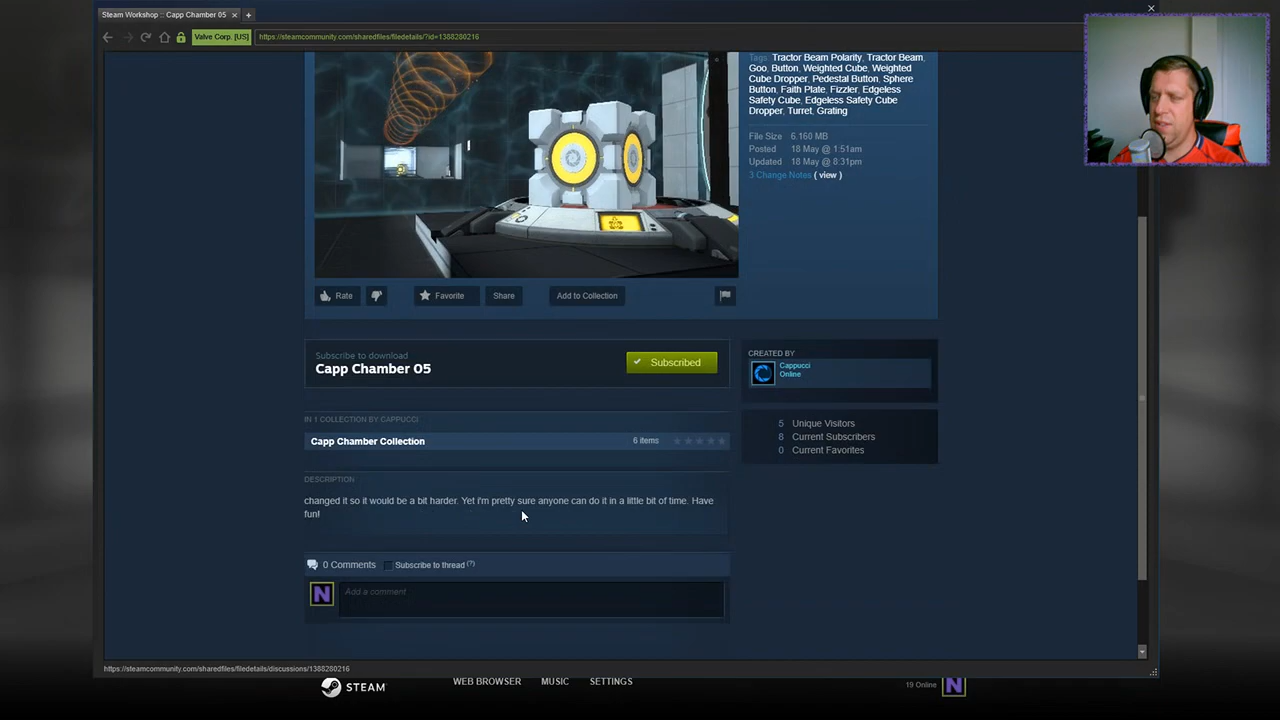 Steam Workshop :: Capp Chamber 05
Valve Corp. [US]
https://steamcommunity.com/sharedfiles/filedetails/?id=1388280216
Tags: Tractor Beam Polarity, Tractor Beam,
Goo, Button, Weighted Cube, Weighted
Cube Dropper, Pedestal Button, Sphere
Button, Faith Plate, Fizzler, Edgeless
Safety Cube, Edgeless Safety Cube
Dropper, Turret, Grating
File Size 6.160 MB
Posted 18 May @ 1:51am
Updated 18 May @ 8:31pm
3 Change Notes ( view )
Rate
Favorite
Share
Add to Collection
Subscribe to download
Capp Chamber 05
Subscribed
CREATED BY
Cappucci
Online
5 Unique Visitors
8 Current Subscribers
0 Current Favorites
IN 1 COLLECTION BY CAPPUCCI
Capp Chamber Collection
6 items
DESCRIPTION
changed it so it would be a bit harder. Yet i'm pretty sure anyone can do it in a little bit of time. Have
fun!
0 Comments
Subscribe to thread (?)
N
Add a comment
https://steamcommunity.com/sharedfiles/filedetails/discussions/1388280216
STEAM
WEB BROWSER
MUSIC
SETTINGS
19 Online
N